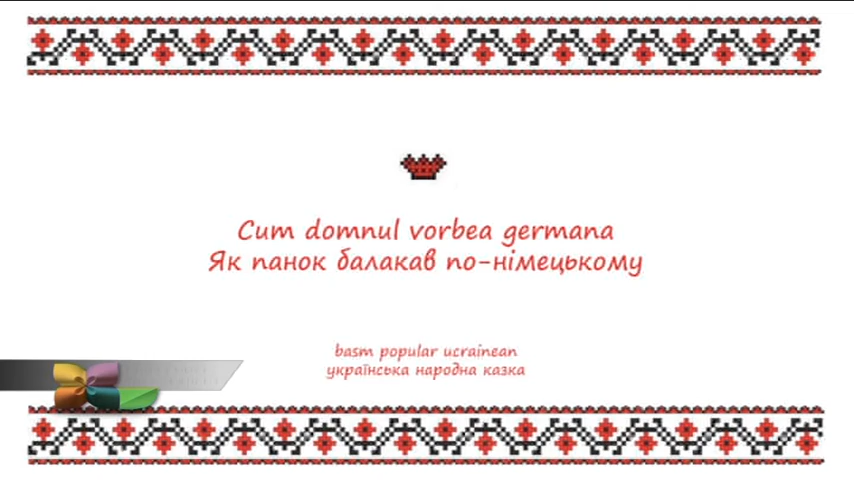 Cum domnul vorbea germana
Як панок балакав по-німецькому
basm popular ucrainean
українська народна казка